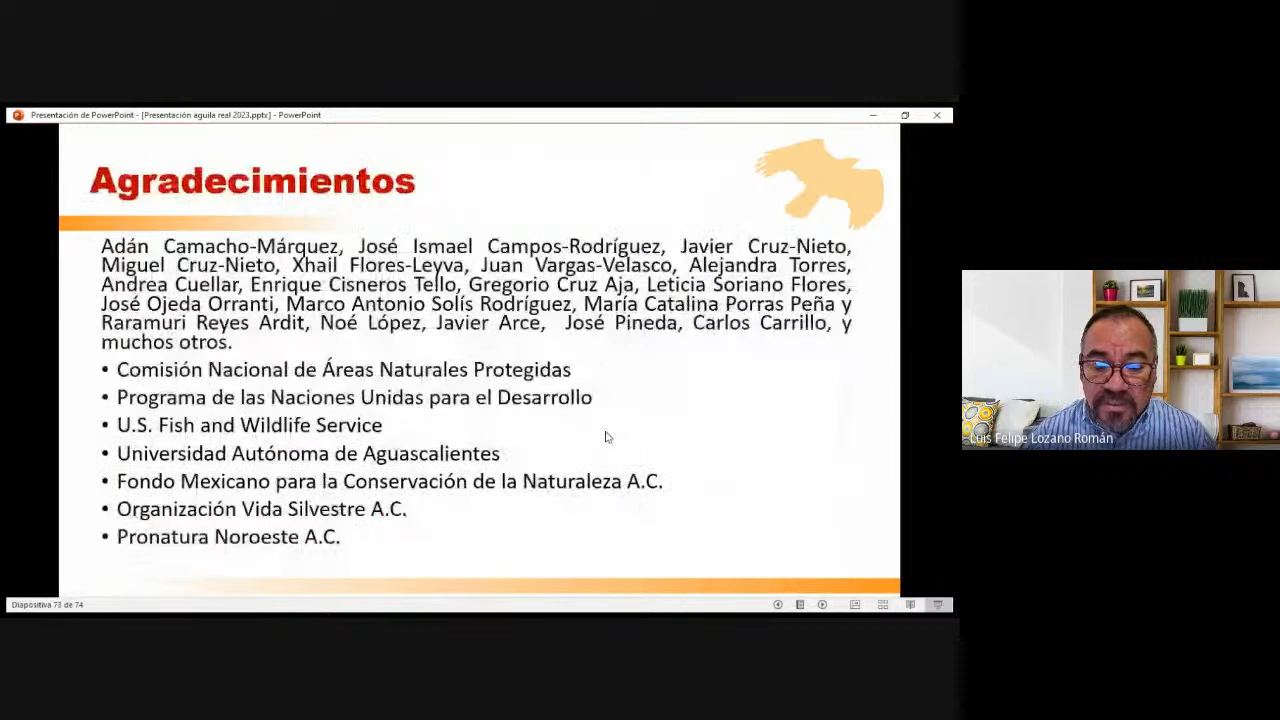 Presentación de PowerPoint - [Presentación aguila real 2023.pptx] - PowerPoint
Agradecimientos
Adán Camacho-Márquez, José Ismael Campos-Rodríguez, Javier Cruz-Nieto,
Miguel Cruz-Nieto, Xhail Flores-Leyva, Juan Vargas-Velasco, Alejandra Torres,
Andrea Cuellar, Enrique Cisneros Tello, Gregorio Cruz Aja, Leticia Soriano Flores,
José Ojeda Orranti, Marco Antonio Solís Rodríguez, María Catalina Porras Peña y
Raramuri Reyes Ardit, Noé López, Javier Arce, José Pineda, Carlos Carrillo, y
muchos otros.
• Comisión Nacional de Áreas Naturales Protegidas
• Programa de las Naciones Unidas para el Desarrollo
• U.S. Fish and Wildlife Service
• Universidad Autónoma de Aguascalientes
• Fondo Mexicano para la Conservación de la Naturaleza A.C.
• Organización Vida Silvestre A.C.
• Pronatura Noroeste A.C.
Diapositiva 73 de 74
Luis Felipe Lozano Román